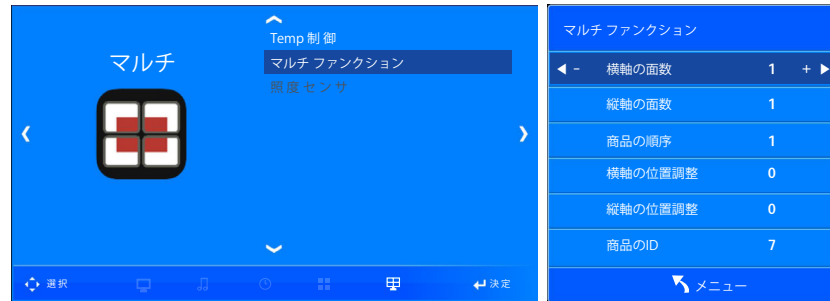 マルチ
Temp 制御
マルチ ファンクション
照度センサ
選択
決定
マルチ ファンクション
- 横軸の面数 1 +
縦軸の面数 1
商品の順序 1
横軸の位置調整 0
縦軸の位置調整 0
商品のID 7
メニュー